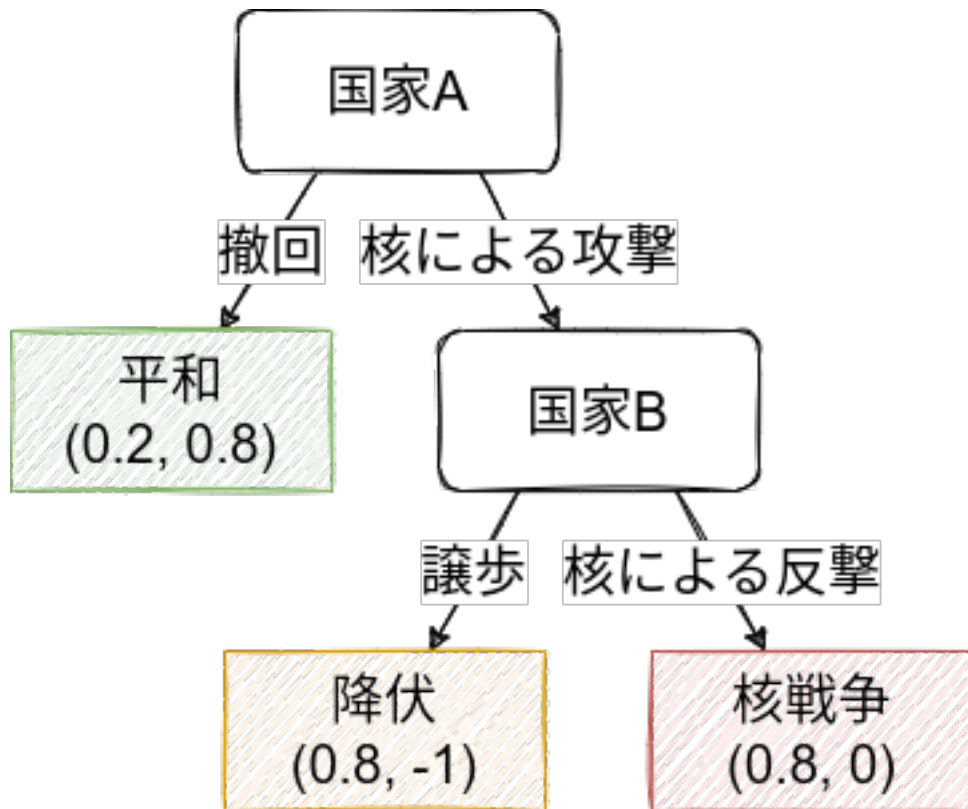 国家A
撤回
核による攻撃
平和
(0.2, 0.8)
国家B
譲歩
核による反撃
降伏
(0.8, -1)
核戦争
(0.8, 0)